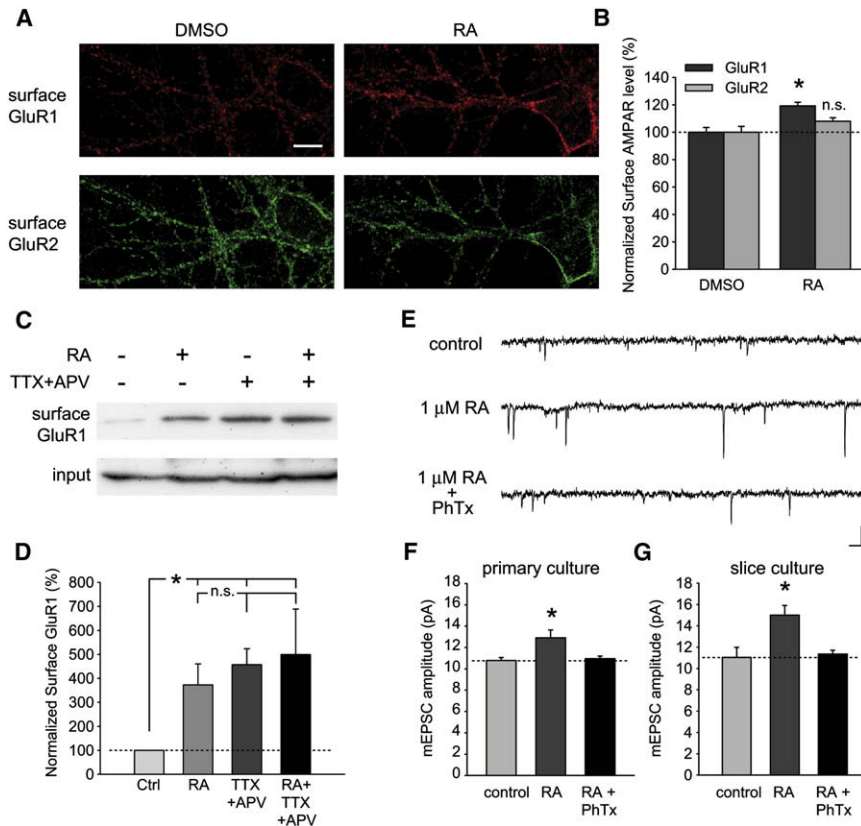 A
DMSO
RA
surface
GluR1
surface
GluR2
B
GluR1
GluR2
Normalized Surface AMPAR level (%)
140
120
100
80
60
40
20
0
*
n.s.
DMSO
RA
C
RA - + - +
TTX+APV - - + +
surface
GluR1
input
D
Normalized Surface GluR1 (%)
800
700
600
500
400
300
200
100
0
*
n.s.
Ctrl
RA
TTX
+APV
RA+
TTX
+APV
E
control
1 μM RA
1 μM RA
+
PhTx
F
primary culture
mEPSC amplitude (pA)
18
16
14
12
10
8
6
4
2
0
*
control
RA
RA +
PhTx
G
slice culture
mEPSC amplitude (pA)
18
16
14
12
10
8
6
4
2
0
*
control
RA
RA +
PhTx